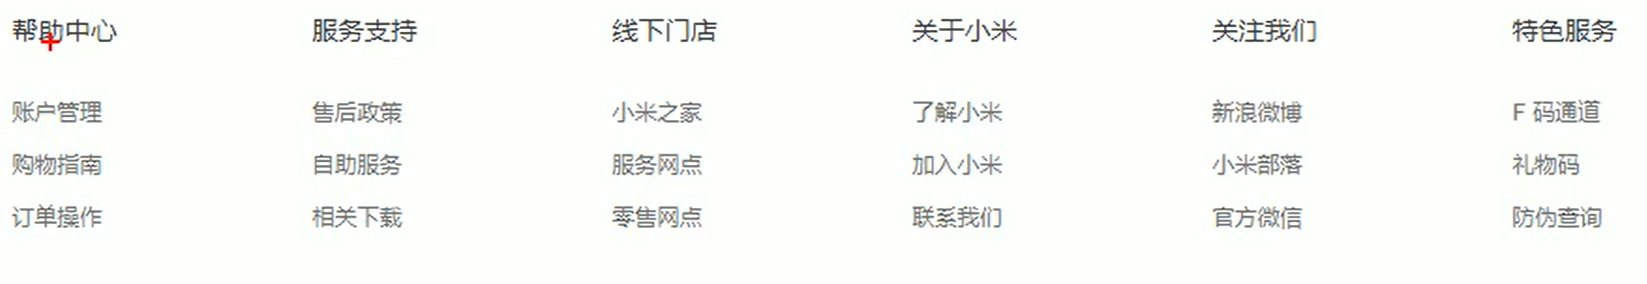 帮助中心 服务支持 线下门店 关于小米 关注我们 特色服务
账户管理 售后政策 小米之家 了解小米 新浪微博 F 码通道
购物指南 自助服务 服务网点 加入小米 小米部落 礼物码
订单操作 相关下载 零售网点 联系我们 官方微信 防伪查询